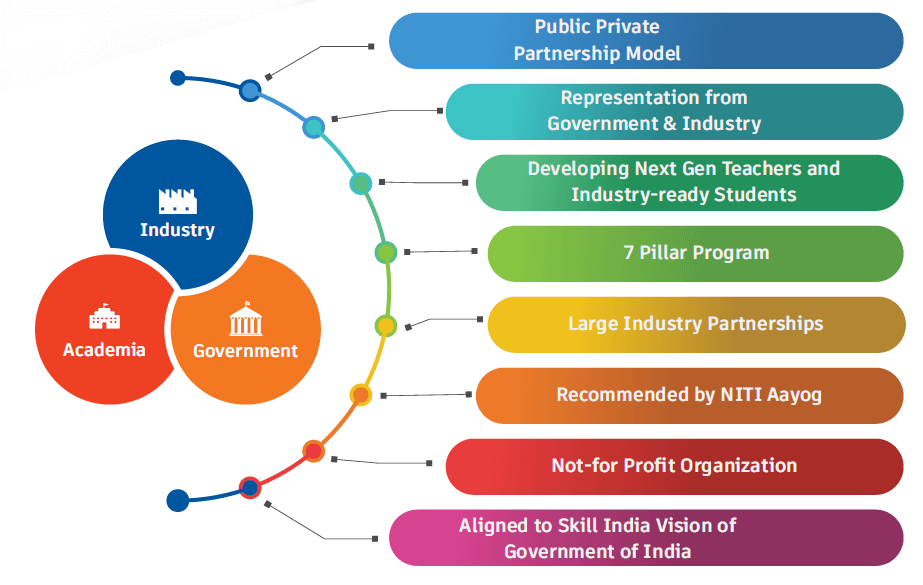 Public Private
Partnership Model
Representation from
Government & Industry
Developing Next Gen Teachers and
Industry-ready Students
7 Pillar Program
Large Industry Partnerships
Recommended by NITI Aayog
Not-for Profit Organization
Aligned to Skill India Vision of
Government of India
Industry
Academia
Government